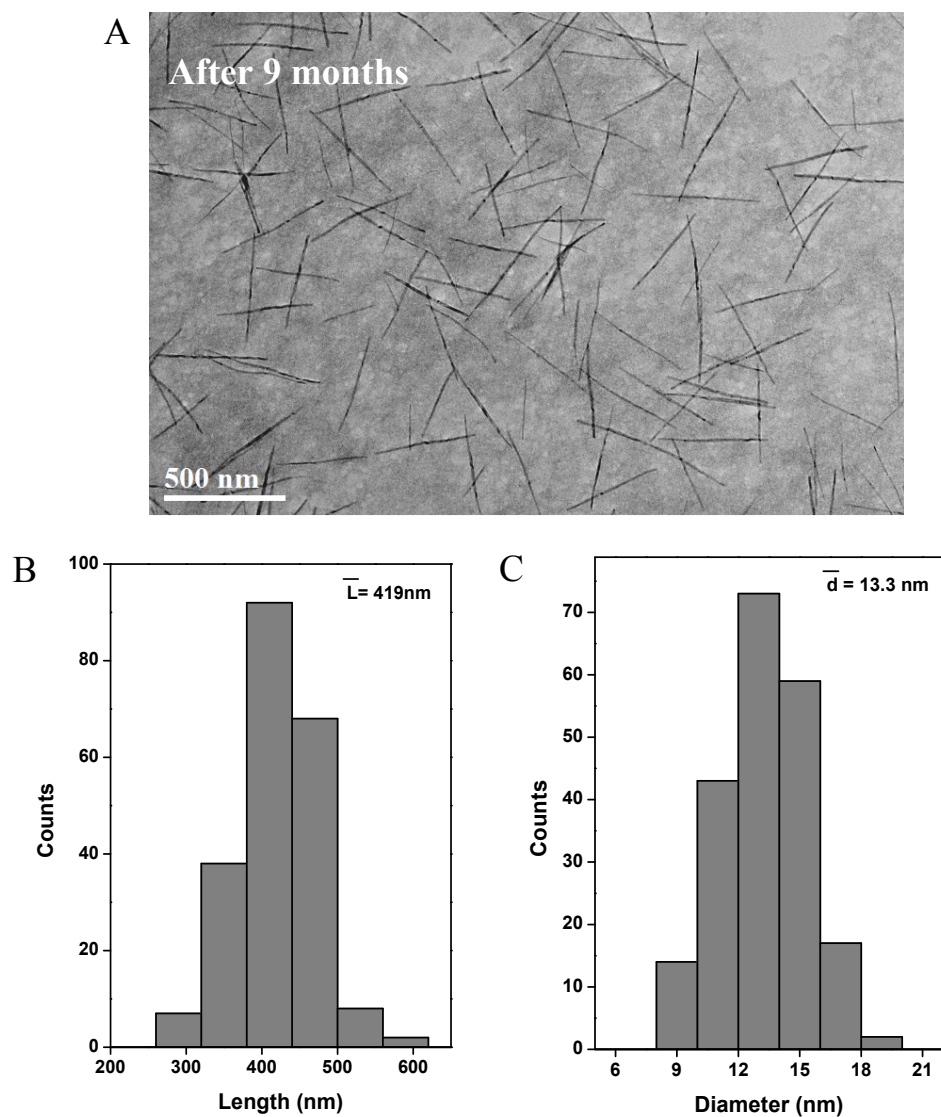 A
After 9 months
500 nm
B
L= 419nm
100
80
60
40
20
0
Counts
200 300 400 500 600
Length (nm)
C
d = 13.3 nm
70
60
50
40
30
20
10
0
Counts
6 9 12 15 18 21
Diameter (nm)